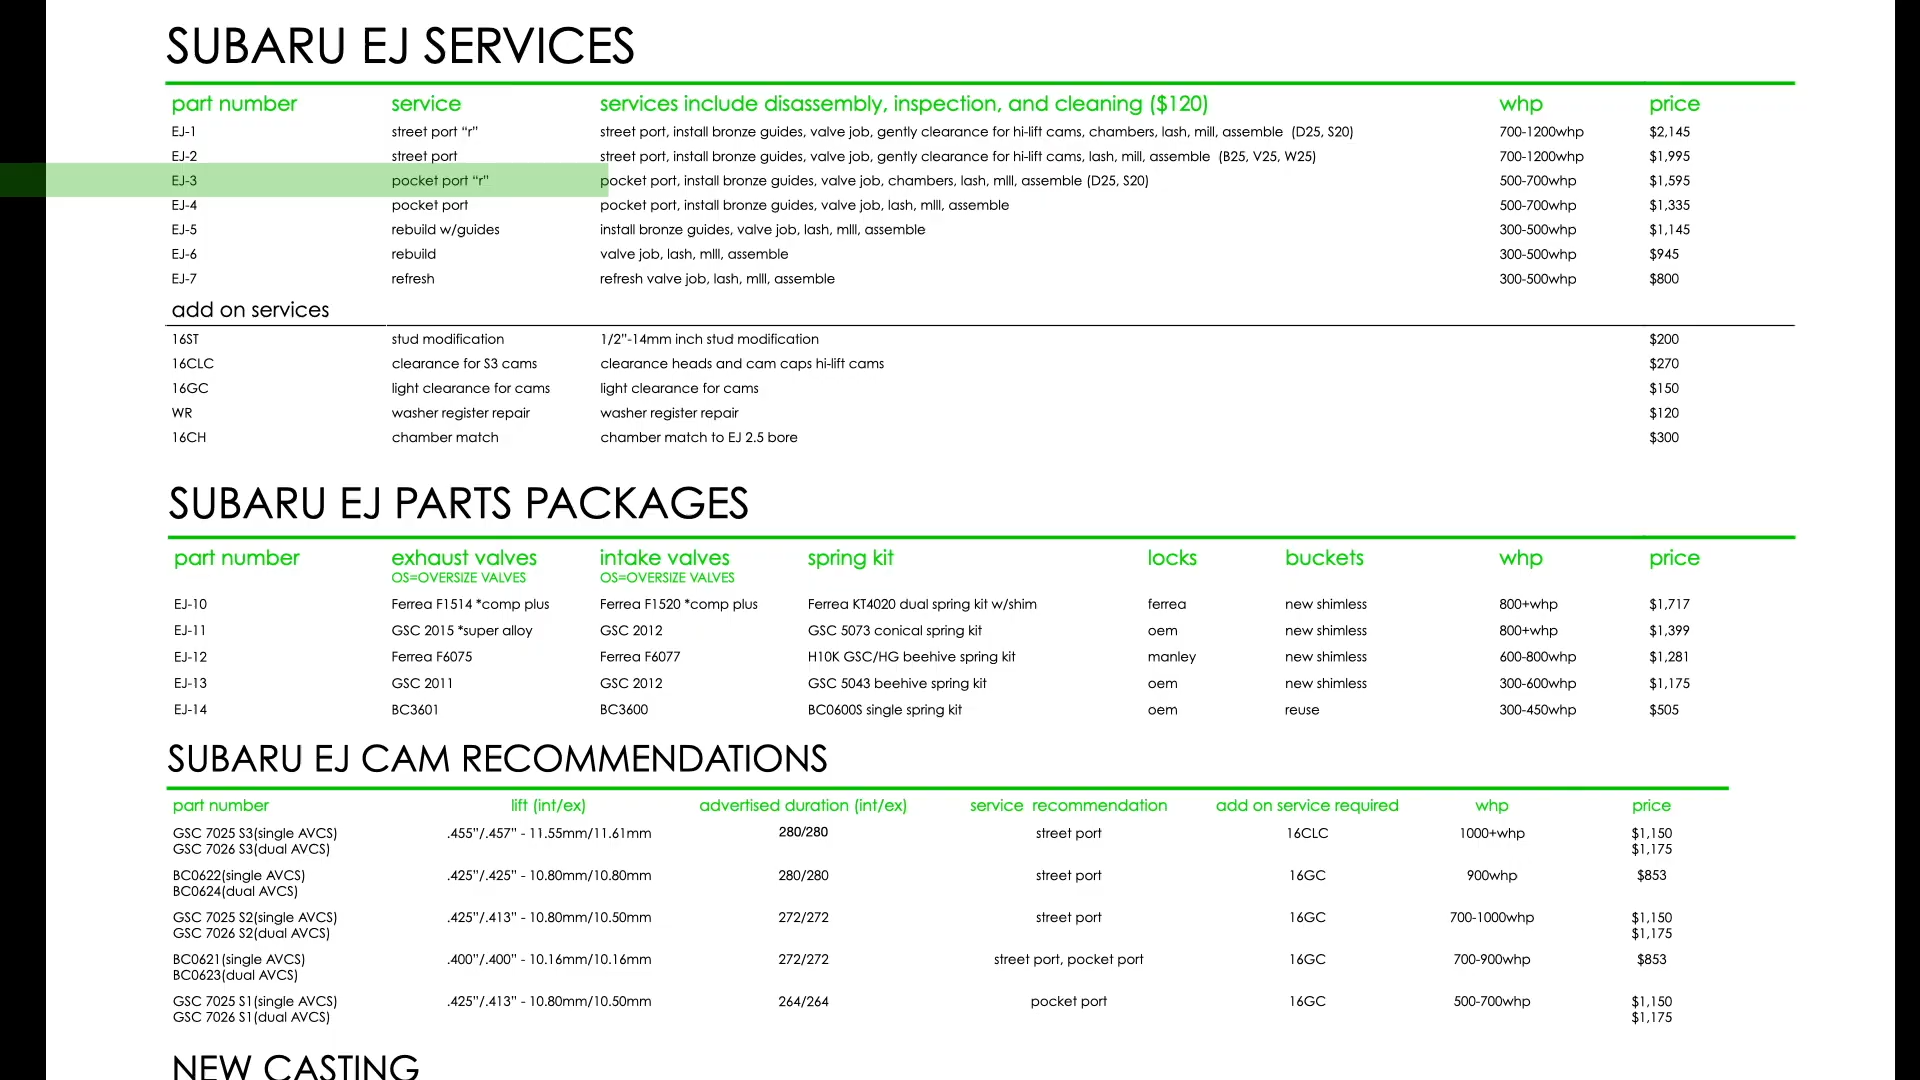 SUBARU EJ SERVICES
part number service services include disassembly, inspection, and cleaning ($120) whp price
EJ-1 street port “r” street port, install bronze guides, valve job, gently clearance for hi-lift cams, chambers, lash, mill, assemble (D25, S20) 700-1200whp $2,145
EJ-2 street port street port, install bronze guides, valve job, gently clearance for hi-lift cams, lash, mill, assemble (B25, V25, W25) 700-1200whp $1,995
EJ-3 pocket port “r” pocket port, install bronze guides, valve job, chambers, lash, mlll, assemble (D25, S20) 500-700whp $1,595
EJ-4 pocket port pocket port, install bronze guides, valve job, lash, mlll, assemble 500-700whp $1,335
EJ-5 rebuild w/guides install bronze guides, valve job, lash, mlll, assemble 300-500whp $1,145
EJ-6 rebuild valve job, lash, mlll, assemble 300-500whp $945
EJ-7 refresh refresh valve job, lash, mlll, assemble 300-500whp $800
add on services
16ST stud modification 1/2”-14mm inch stud modification $200
16CLC clearance for S3 cams clearance heads and cam caps hi-lift cams $270
16GC light clearance for cams light clearance for cams $150
WR washer register repair washer register repair $120
16CH chamber match chamber match to EJ 2.5 bore $300
SUBARU EJ PARTS PACKAGES
part number exhaust valves intake valves spring kit locks buckets whp price
OS=OVERSIZE VALVES OS=OVERSIZE VALVES
EJ-10 Ferrea F1514 *comp plus Ferrea F1520 *comp plus Ferrea KT4020 dual spring kit w/shim ferrea new shimless 800+whp $1,717
EJ-11 GSC 2015 *super alloy GSC 2012 GSC 5073 conical spring kit oem new shimless 800+whp $1,399
EJ-12 Ferrea F6075 Ferrea F6077 H10K GSC/HG beehive spring kit manley new shimless 600-800whp $1,281
EJ-13 GSC 2011 GSC 2012 GSC 5043 beehive spring kit oem new shimless 300-600whp $1,175
EJ-14 BC3601 BC3600 BC0600S single spring kit oem reuse 300-450whp $505
SUBARU EJ CAM RECOMMENDATIONS
part number lift (int/ex) advertised duration (int/ex) service recommendation add on service required whp price
GSC 7025 S3(single AVCS) .455”/.457” - 11.55mm/11.61mm 280/280 street port 16CLC 1000+whp $1,150
GSC 7026 S3(dual AVCS) $1,175
BC0622(single AVCS) .425”/.425” - 10.80mm/10.80mm 280/280 street port 16GC 900whp $853
BC0624(dual AVCS)
GSC 7025 S2(single AVCS) .425”/.413” - 10.80mm/10.50mm 272/272 street port 16GC 700-1000whp $1,150
GSC 7026 S2(dual AVCS) $1,175
BC0621(single AVCS) .400”/.400” - 10.16mm/10.16mm 272/272 street port, pocket port 16GC 700-900whp $853
BC0623(dual AVCS)
GSC 7025 S1(single AVCS) .425”/.413” - 10.80mm/10.50mm 264/264 pocket port 16GC 500-700whp $1,150
GSC 7026 S1(dual AVCS) $1,175
NEW CASTING